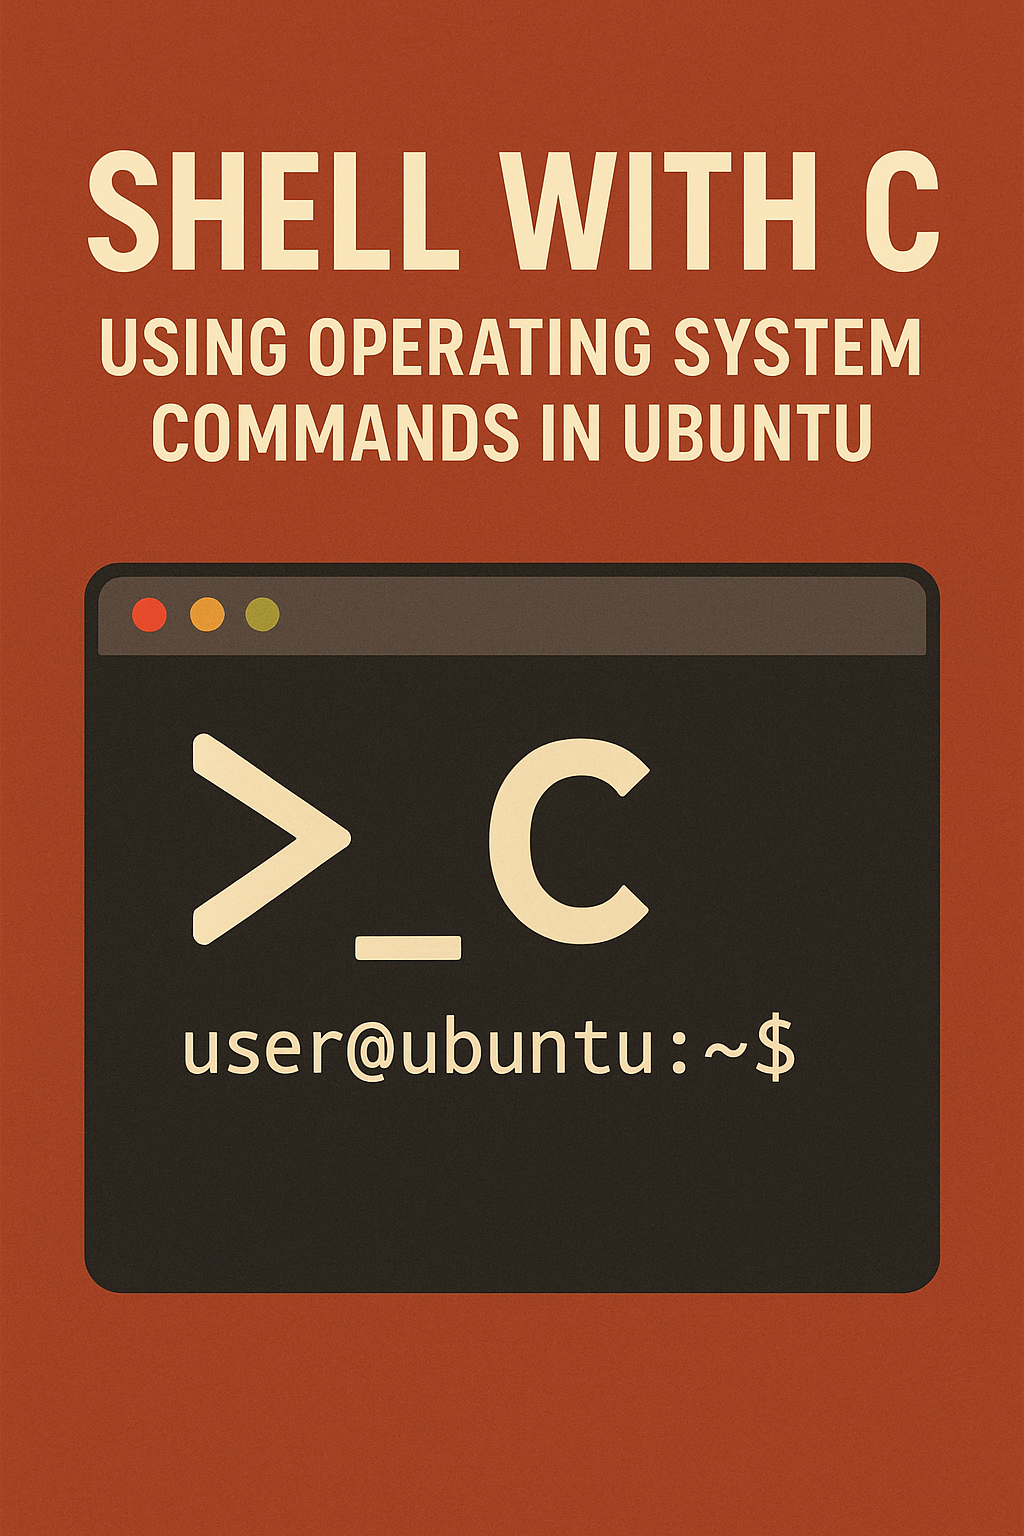 SHELL WITH C
USING OPERATING SYSTEM
COMMANDS IN UBUNTU
>_C
user@ubuntu:~$